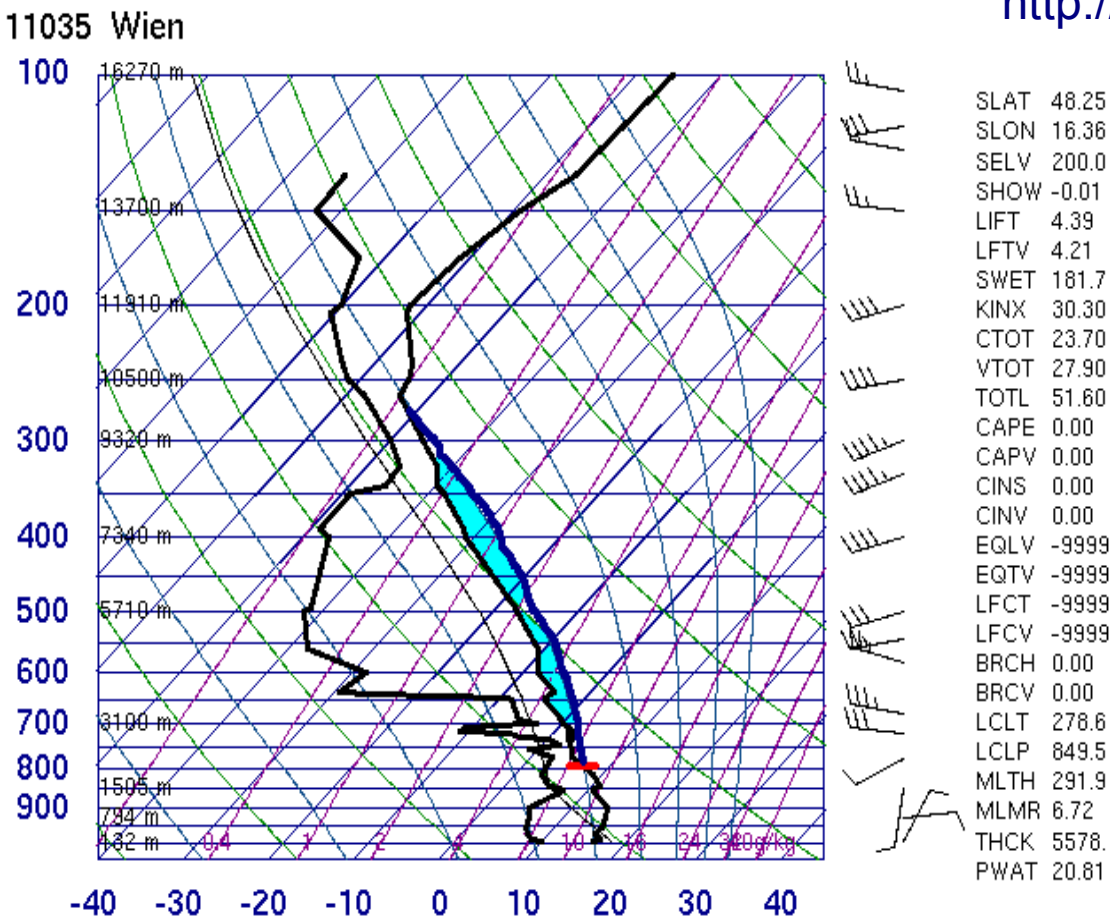 http://
11035 Wien
100
16270 m
13700 m
200
11910 m
10500 m
300
9320 m
400
7340 m
500
5710 m
600
700
3100 m
800
1505 m
900
794 m
132 m
0.4
1
2
4
10
16
24
g/kg
-40 -30 -20 -10 0 10 20 30 40
SLAT 48.25
SLON 16.36
SELV 200.0
SHOW -0.01
LIFT 4.39
LFTV 4.21
SWET 181.7
KINX 30.30
CTOT 23.70
VTOT 27.90
TOTL 51.60
CAPE 0.00
CAPV 0.00
CINS 0.00
CINV 0.00
EQLV -9999
EQTV -9999
LFCT -9999
LFCV -9999
BRCH 0.00
BRCV 0.00
LCLT 278.6
LCLP 849.5
MLTH 291.9
MLMR 6.72
THCK 5578.
PWAT 20.81